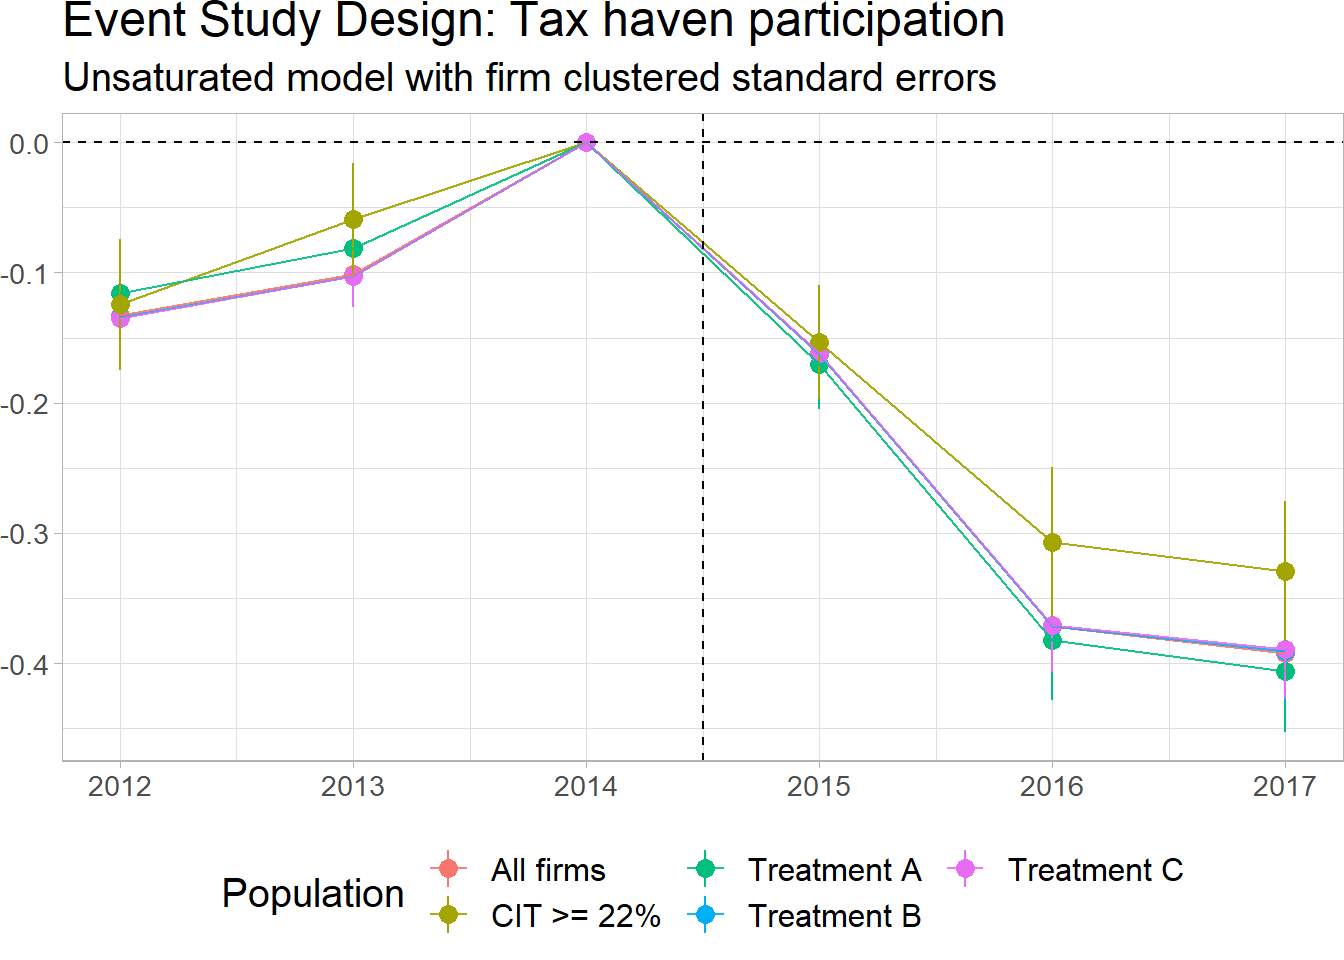 Event Study Design: Tax haven participation
Unsaturated model with firm clustered standard errors
0.0
-0.1
-0.2
-0.3
-0.4
2012 2013 2014 2015 2016 2017
Population
All firms Treatment A Treatment C
CIT >= 22% Treatment B